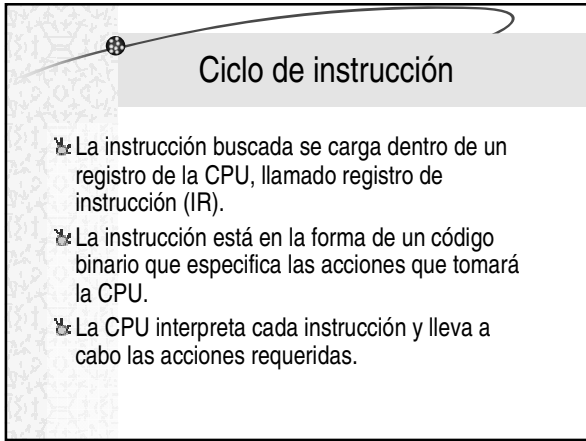 Ciclo de instrucción
La instrucción buscada se carga dentro de un
registro de la CPU, llamado registro de
instrucción (IR).
La instrucción está en la forma de un código
binario que especifica las acciones que tomará
la CPU.
La CPU interpreta cada instrucción y lleva a
cabo las acciones requeridas.